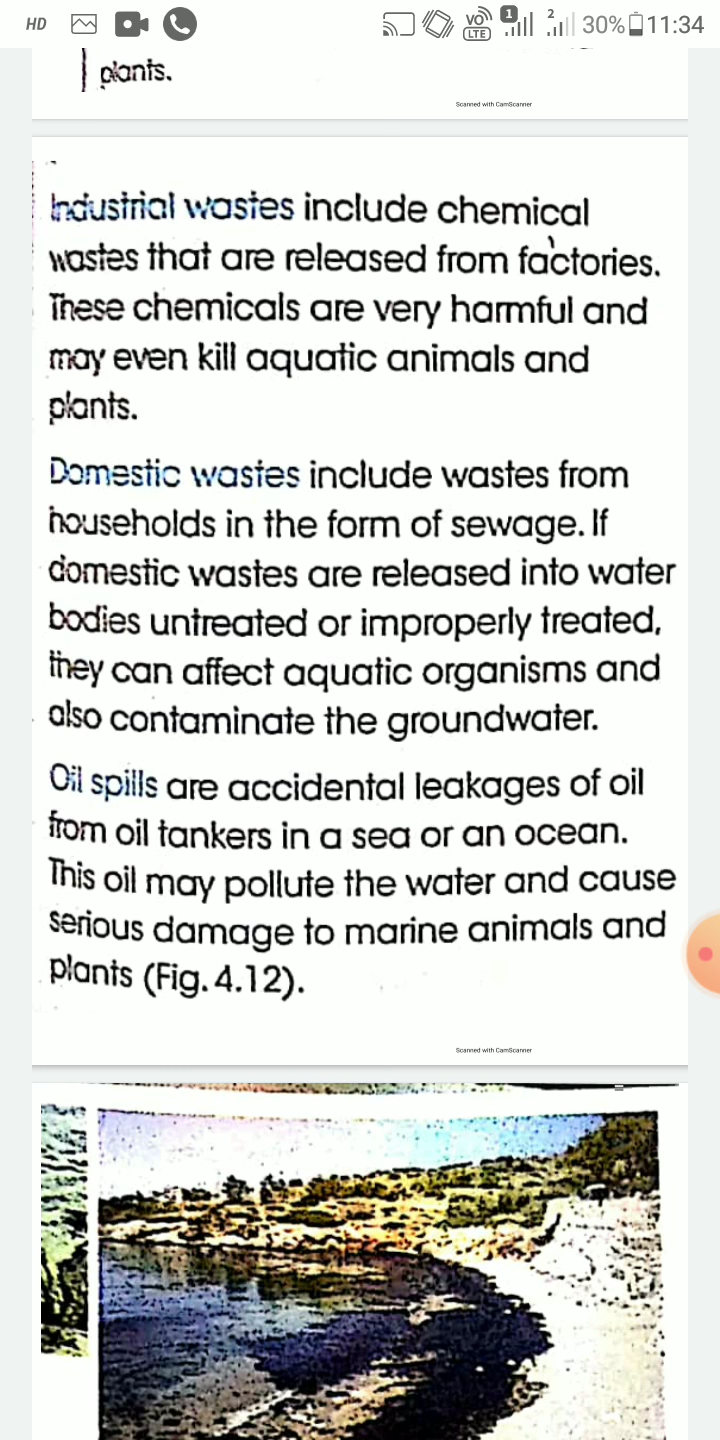 HD VO LTE 1 2 30% 11:34
plants.
Scanned with CamScanner
Industrial wastes include chemical
wastes that are released from factories.
These chemicals are very harmful and
may even kill aquatic animals and
plants.
Domestic wastes include wastes from
households in the form of sewage. If
domestic wastes are released into water
bodies untreated or improperly treated,
they can affect aquatic organisms and
also contaminate the groundwater.
Oil spills are accidental leakages of oil
from oil tankers in a sea or an ocean.
This oil may pollute the water and cause
serious damage to marine animals and
plants (Fig. 4.12).
Scanned with CamScanner